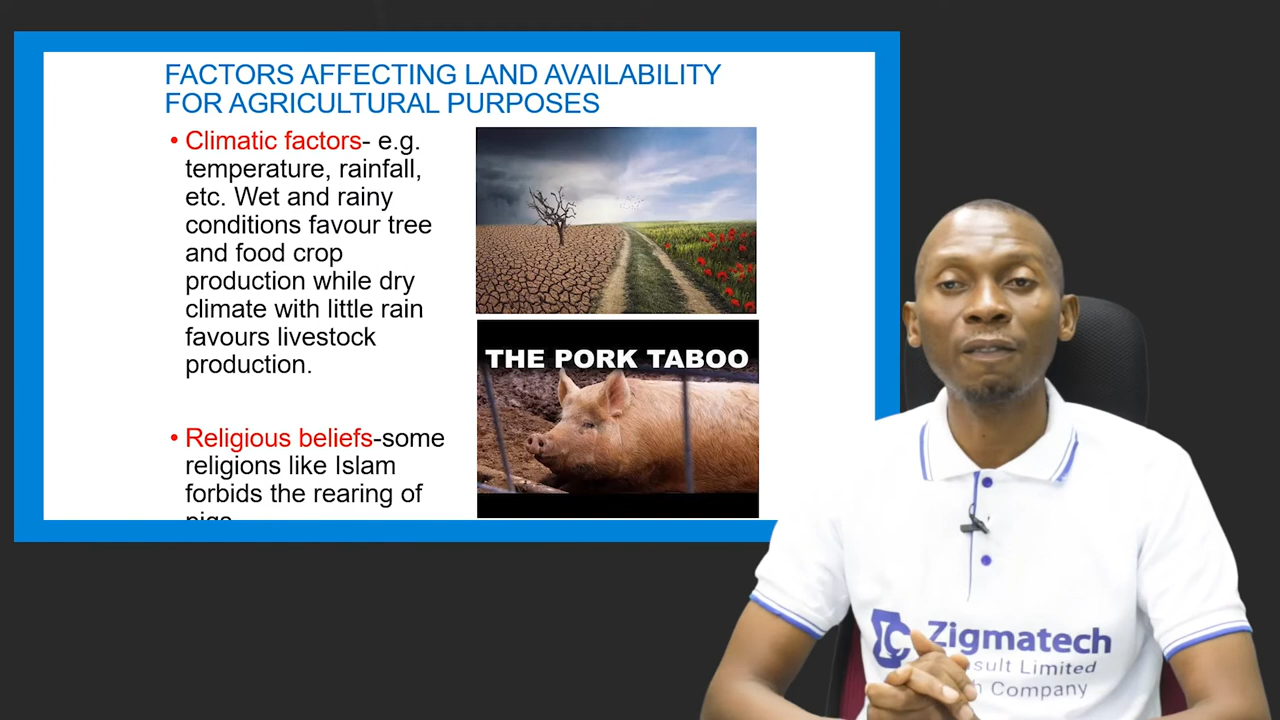 FACTORS AFFECTING LAND AVAILABILITY
FOR AGRICULTURAL PURPOSES
• Climatic factors- e.g.
temperature, rainfall,
etc. Wet and rainy
conditions favour tree
and food crop
production while dry
climate with little rain
favours livestock
production.
• Religious beliefs-some
religions like Islam
forbids the rearing of
THE PORK TABOO
Zigmatech
Limited
Company